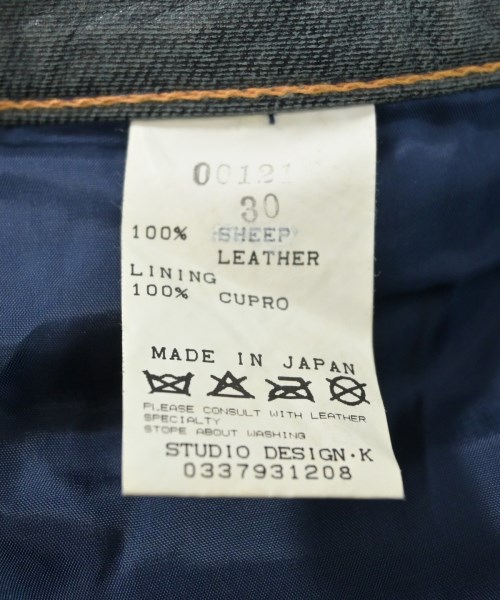 00121
30
100% SHEEP
LEATHER
LINING
100% CUPRO
MADE IN JAPAN
PLEASE CONSULT WITH LEATHER
SPECIALTY
STOPE ABOUT WASHING
STUDIO DESIGN·K
0337931208